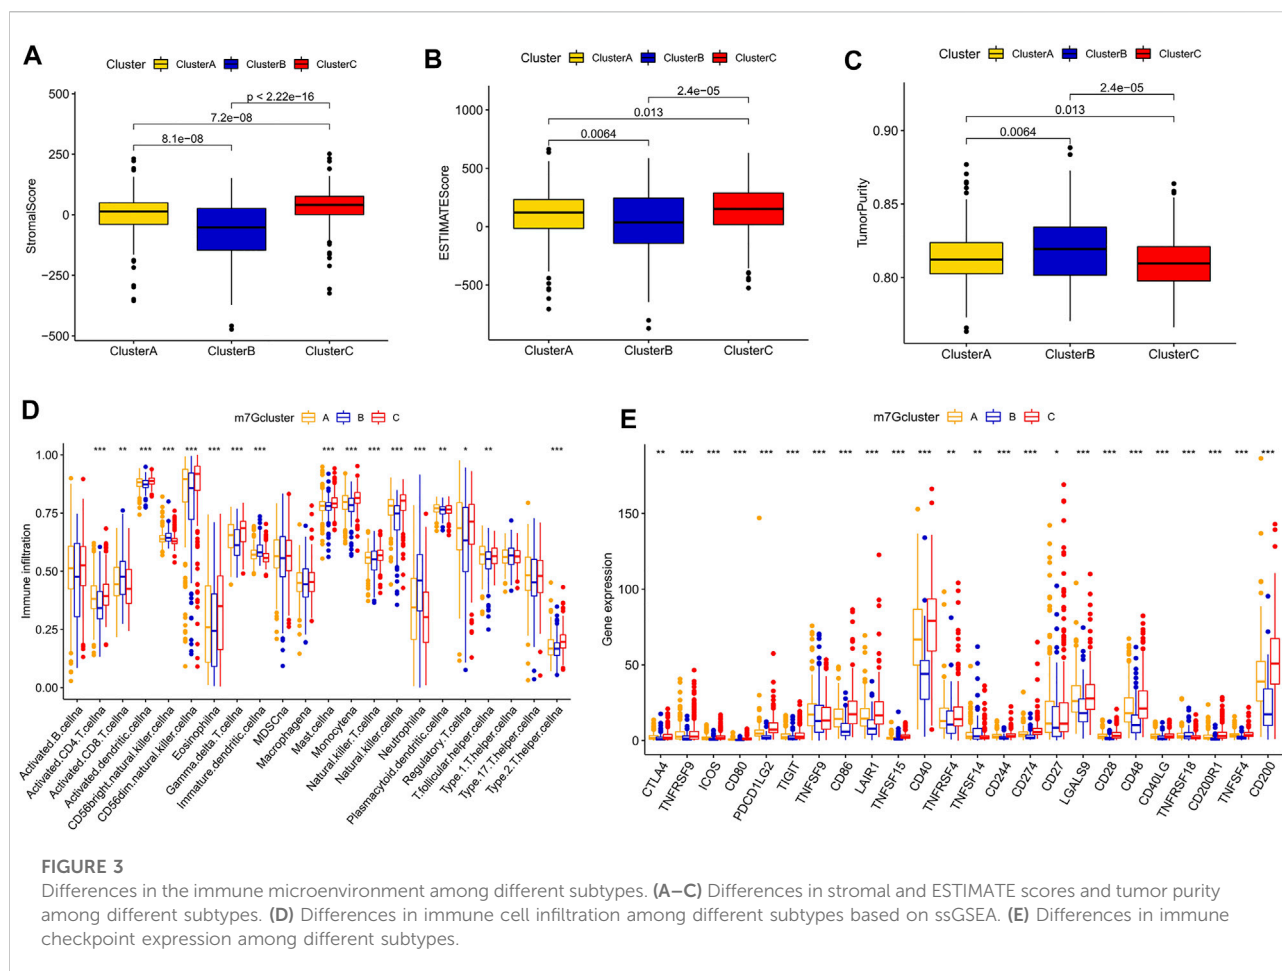 A
Cluster ClusterA ClusterB ClusterC
StromalScore
500
250
0
−250
−500
p < 2.22e−16
7.2e−08
8.1e−08
ClusterA ClusterB ClusterC
B
Cluster ClusterA ClusterB ClusterC
ESTIMATEScore
1000
500
0
−500
2.4e−05
0.013
0.0064
ClusterA ClusterB ClusterC
C
Cluster ClusterA ClusterB ClusterC
TumorPurity
0.90
0.85
0.80
2.4e−05
0.013
0.0064
ClusterA ClusterB ClusterC
D
m7Gcluster A B C
Immune infiltration
1.00
0.75
0.50
0.25
0.00
*** ** *** *** *** *** *** *** *** *** *** *** *** ** * ** ***
Activated.B.cellna
Activated.CD4.T.cellna
Activated.CD8.T.cellna
Activated.dendritic.cellna
CD56bright.natural.killer.cellna
CD56dim.natural.killer.cellna
Eosinophilna
Gamma.delta.T.cellna
Immature.dendritic.cellna
MDSCna
Macrophagena
Mast.cellna
Monocytena
Natural.killer.T.cellna
Natural.killer.cellna
Neutrophilna
Plasmacytoid.dendritic.cellna
Regulatory.T.cellna
T.follicular.helper.cellna
Type.1.T.helper.cellna
Type.17.T.helper.cellna
Type.2.T.helper.cellna
E
m7Gcluster A B C
Gene expression
150
100
50
0
** *** *** *** *** *** *** *** *** *** *** ** ** *** *** * *** *** *** *** *** *** *** ***
CTLA4
TNFRSF9
ICOS
CD80
PDCD1LG2
TIGIT
TNFSF9
CD86
LAIR1
TNFSF15
CD40
TNFRSF4
TNFSF14
CD244
CD274
CD27
LGALS9
CD28
CD48
CD40LG
TNFRSF18
CD200R1
TNFSF4
CD200
FIGURE 3
Differences in the immune microenvironment among different subtypes. (A–C) Differences in stromal and ESTIMATE scores and tumor purity
among different subtypes. (D) Differences in immune cell infiltration among different subtypes based on ssGSEA. (E) Differences in immune
checkpoint expression among different subtypes.